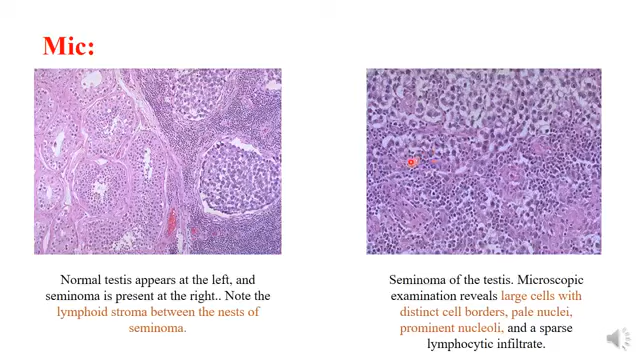 Mic:
Normal testis appears at the left, and
seminoma is present at the right.. Note the
lymphoid stroma between the nests of
seminoma.
Seminoma of the testis. Microscopic
examination reveals large cells with
distinct cell borders, pale nuclei,
prominent nucleoli, and a sparse
lymphocytic infiltrate.